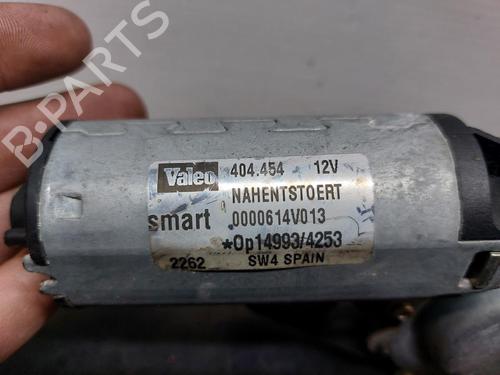 B-PARTS
Valeo 404.454 12V
NAHENTSTOERT
smart 0000614V013
*Op14993/4253
2262 SW4 SPAIN